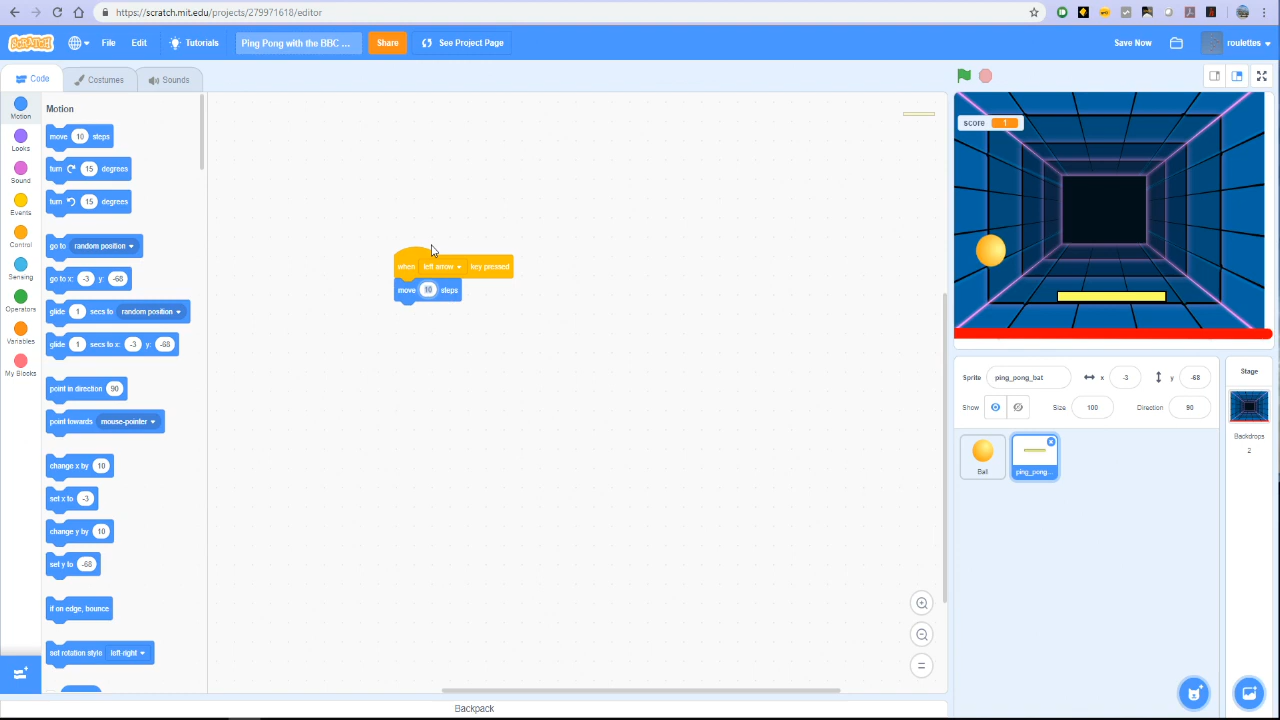 https://scratch.mit.edu/projects/279971618/editor
SCRATCH File Edit Tutorials Ping Pong with the BBC ... Share See Project Page Save Now roulettes
Code Costumes Sounds
Motion
Looks
Sound
Events
Control
Sensing
Operators
Variables
My Blocks
Motion
move 10 steps
turn 15 degrees
turn 15 degrees
go to random position
go to x: -3 y: -68
glide 1 secs to random position
glide 1 secs to x: -3 y: -68
point in direction 90
point towards mouse-pointer
change x by 10
set x to -3
change y by 10
set y to -68
if on edge, bounce
set rotation style left-right
when left arrow key pressed
move 10 steps
score 1
Sprite ping_pong_bat x -3 y -68
Show Size 100 Direction 90
Ball
ping_pong...
Stage
Backdrops
2
Backpack